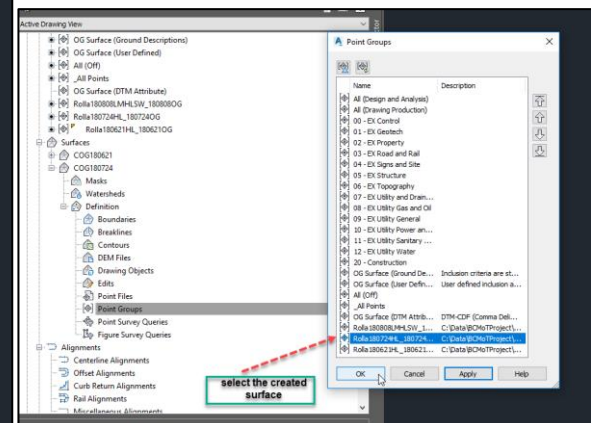 Active Drawing View
OG Surface (Ground Descriptions)
OG Surface (User Defined)
All (Off)
_All Points
OG Surface (DTM Attribute)
Rolla180808LMHLSW_180808OG
Rolla180724HL_180724OG
Rolla180621HL_180621OG
Surfaces
COG180621
COG180724
Masks
Watersheds
Definition
Boundaries
Breaklines
Contours
DEM Files
Drawing Objects
Edits
Point Files
Point Groups
Point Survey Queries
Figure Survey Queries
Alignments
Centerline Alignments
Offset Alignments
Curb Return Alignments
Rail Alignments
Miscellaneous Alignments
select the created
surface
Point Groups
Name Description
All (Design and Analysis)
All (Drawing Production)
00 - EX Control
01 - EX Geotech
02 - EX Property
03 - EX Road and Rail
04 - EX Signs and Site
05 - EX Structure
06 - EX Topography
07 - EX Utility and Drain...
08 - EX Utility Gas and Oil
09 - EX Utility General
10 - EX Utility Power an...
11 - EX Utility Sanitary ...
12 - EX Utility Water
20 - Construction
OG Surface (Ground De... Inclusion criteria are st...
OG Surface (User Defin... User defined inclusion a...
All (Off)
_All Points
OG Surface (DTM Attrib... DTM-CDF (Comma Deli...
Rolla180808LMHLSW_1... C:\Data\BCMoTProject\...
Rolla180724HL_180724... C:\Data\BCMoTProject\...
Rolla180621HL_180621... C:\Data\BCMoTProject\...
OK Cancel Apply Help